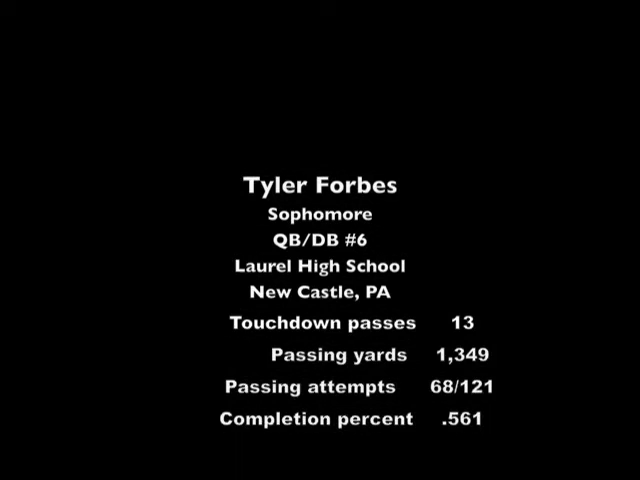 Tyler Forbes
Sophomore
QB/DB #6
Laurel High School
New Castle, PA
Touchdown passes 13
Passing yards 1,349
Passing attempts 68/121
Completion percent .561